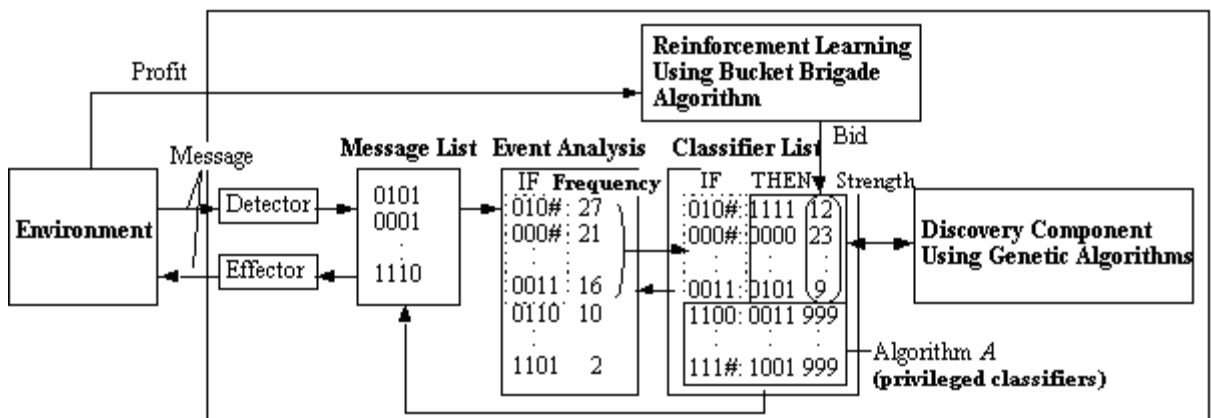 Reinforcement Learning
Using Bucket Brigade
Algorithm
Profit
Bid
Message
Message List
Event Analysis
Classifier List
IF Frequency
IF THEN Strength
Environment
Detector
Effector
0101
0001
.
.
1110
010#: 27
000#: 21
. .
. .
0011: 16
0110 10
. .
. .
1101 2
010#: 1111 12
000#: 0000 23
. . .
. . .
0011: 0101 9
1100: 0011 999
. . .
. . .
111#: 1001 999
Discovery Component
Using Genetic Algorithms
Algorithm A
(privileged classifiers)